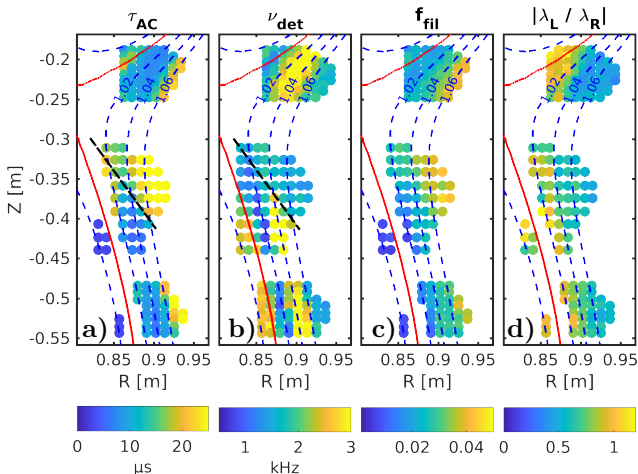 τ_AC ν_det f_fil |λ_L / λ_R|
-0.2
-0.25
-0.3
-0.35
-0.4
-0.45
-0.5
-0.55
Z [m]
1.02 1.04 1.06
1.02 1.04 1.06
1.02 1.04 1.06
1.02 1.04 1.06
a) b) c) d)
0.85 0.9 0.95 0.85 0.9 0.95 0.85 0.9 0.95 0.85 0.9 0.95
R [m] R [m] R [m] R [m]
0 10 20 1 2 3 0.02 0.04 0 0.5 1
μs kHz